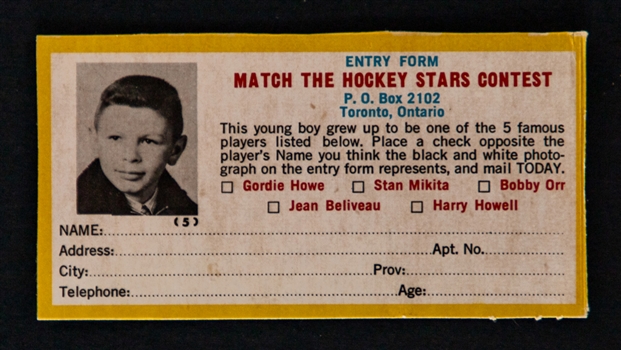 ENTRY FORM
MATCH THE HOCKEY STARS CONTEST
P. O. Box 2102
Toronto, Ontario
This young boy grew up to be one of the 5 famous
players listed below. Place a check opposite the
player's Name you think the black and white photo-
graph on the entry form represents, and mail TODAY.
Gordie Howe Stan Mikita Bobby Orr
Jean Beliveau Harry Howell
(5)
NAME:
Address: Apt. No.
City: Prov:
Telephone: Age: